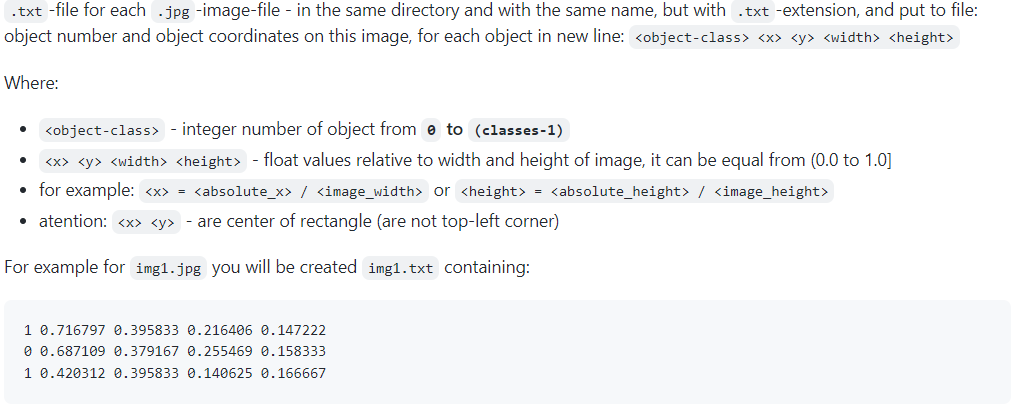 .txt -file for each .jpg -image-file - in the same directory and with the same name, but with .txt -extension, and put to file:
object number and object coordinates on this image, for each object in new line: <object-class> <x> <y> <width> <height>
Where:
• <object-class> - integer number of object from 0 to (classes-1)
• <x> <y> <width> <height> - float values relative to width and height of image, it can be equal from (0.0 to 1.0]
• for example: <x> = <absolute_x> / <image_width> or <height> = <absolute_height> / <image_height>
• atention: <x> <y> - are center of rectangle (are not top-left corner)
For example for img1.jpg you will be created img1.txt containing:
1 0.716797 0.395833 0.216406 0.147222
0 0.687109 0.379167 0.255469 0.158333
1 0.420312 0.395833 0.140625 0.166667